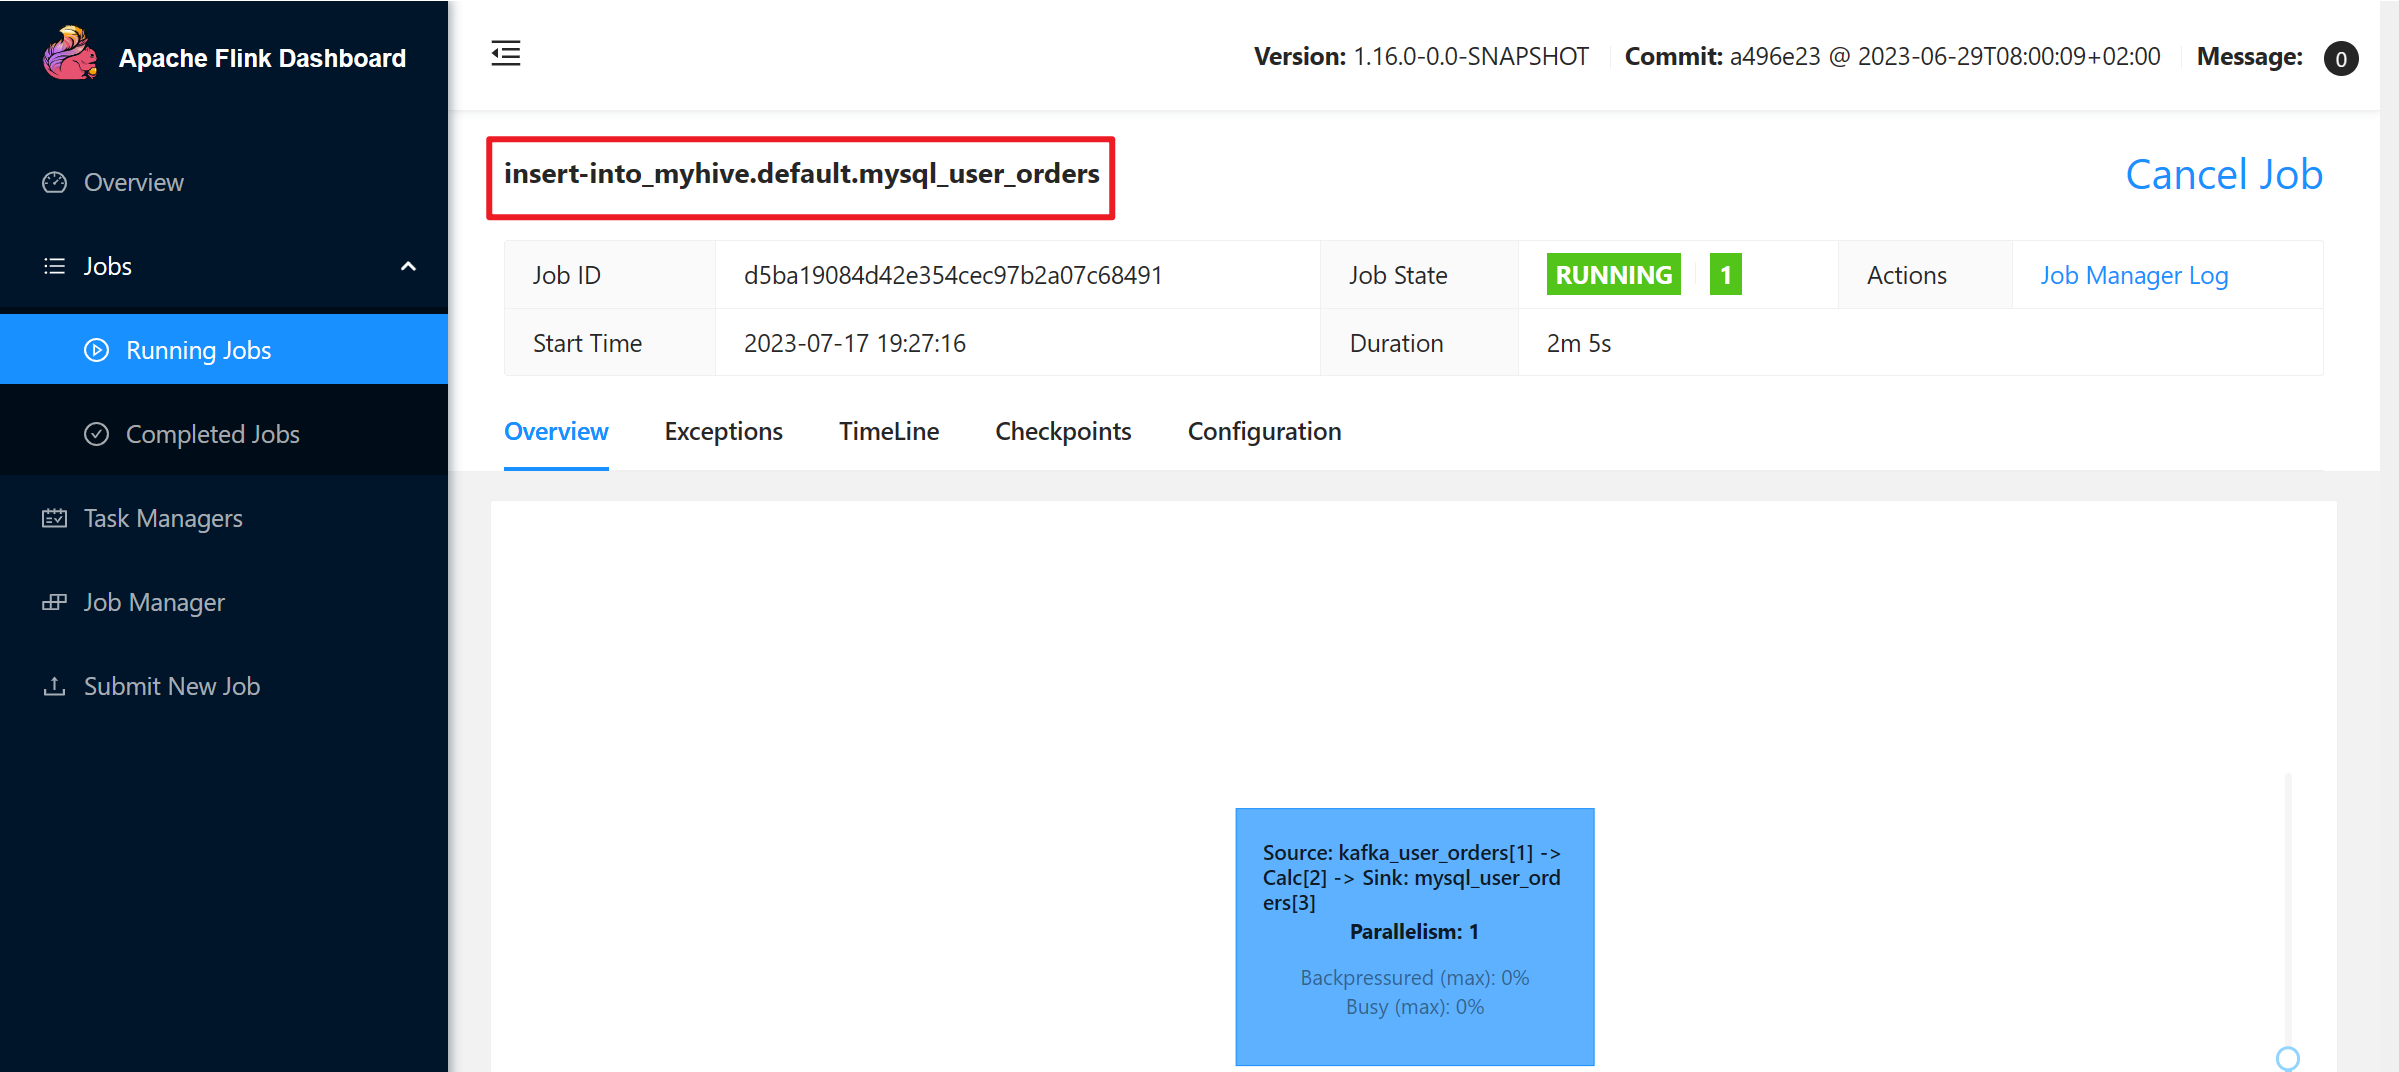 Apache Flink Dashboard
Version: 1.16.0-0.0-SNAPSHOT Commit: a496e23 @ 2023-06-29T08:00:09+02:00 Message: 0
Overview
Jobs
Running Jobs
Completed Jobs
Task Managers
Job Manager
Submit New Job
insert-into_myhive.default.mysql_user_orders
Cancel Job
Job ID d5ba19084d42e354cec97b2a07c68491 Job State RUNNING 1 Actions Job Manager Log
Start Time 2023-07-17 19:27:16 Duration 2m 5s
Overview Exceptions TimeLine Checkpoints Configuration
Source: kafka_user_orders[1] ->
Calc[2] -> Sink: mysql_user_ord
ers[3]
Parallelism: 1
Backpressured (max): 0%
Busy (max): 0%